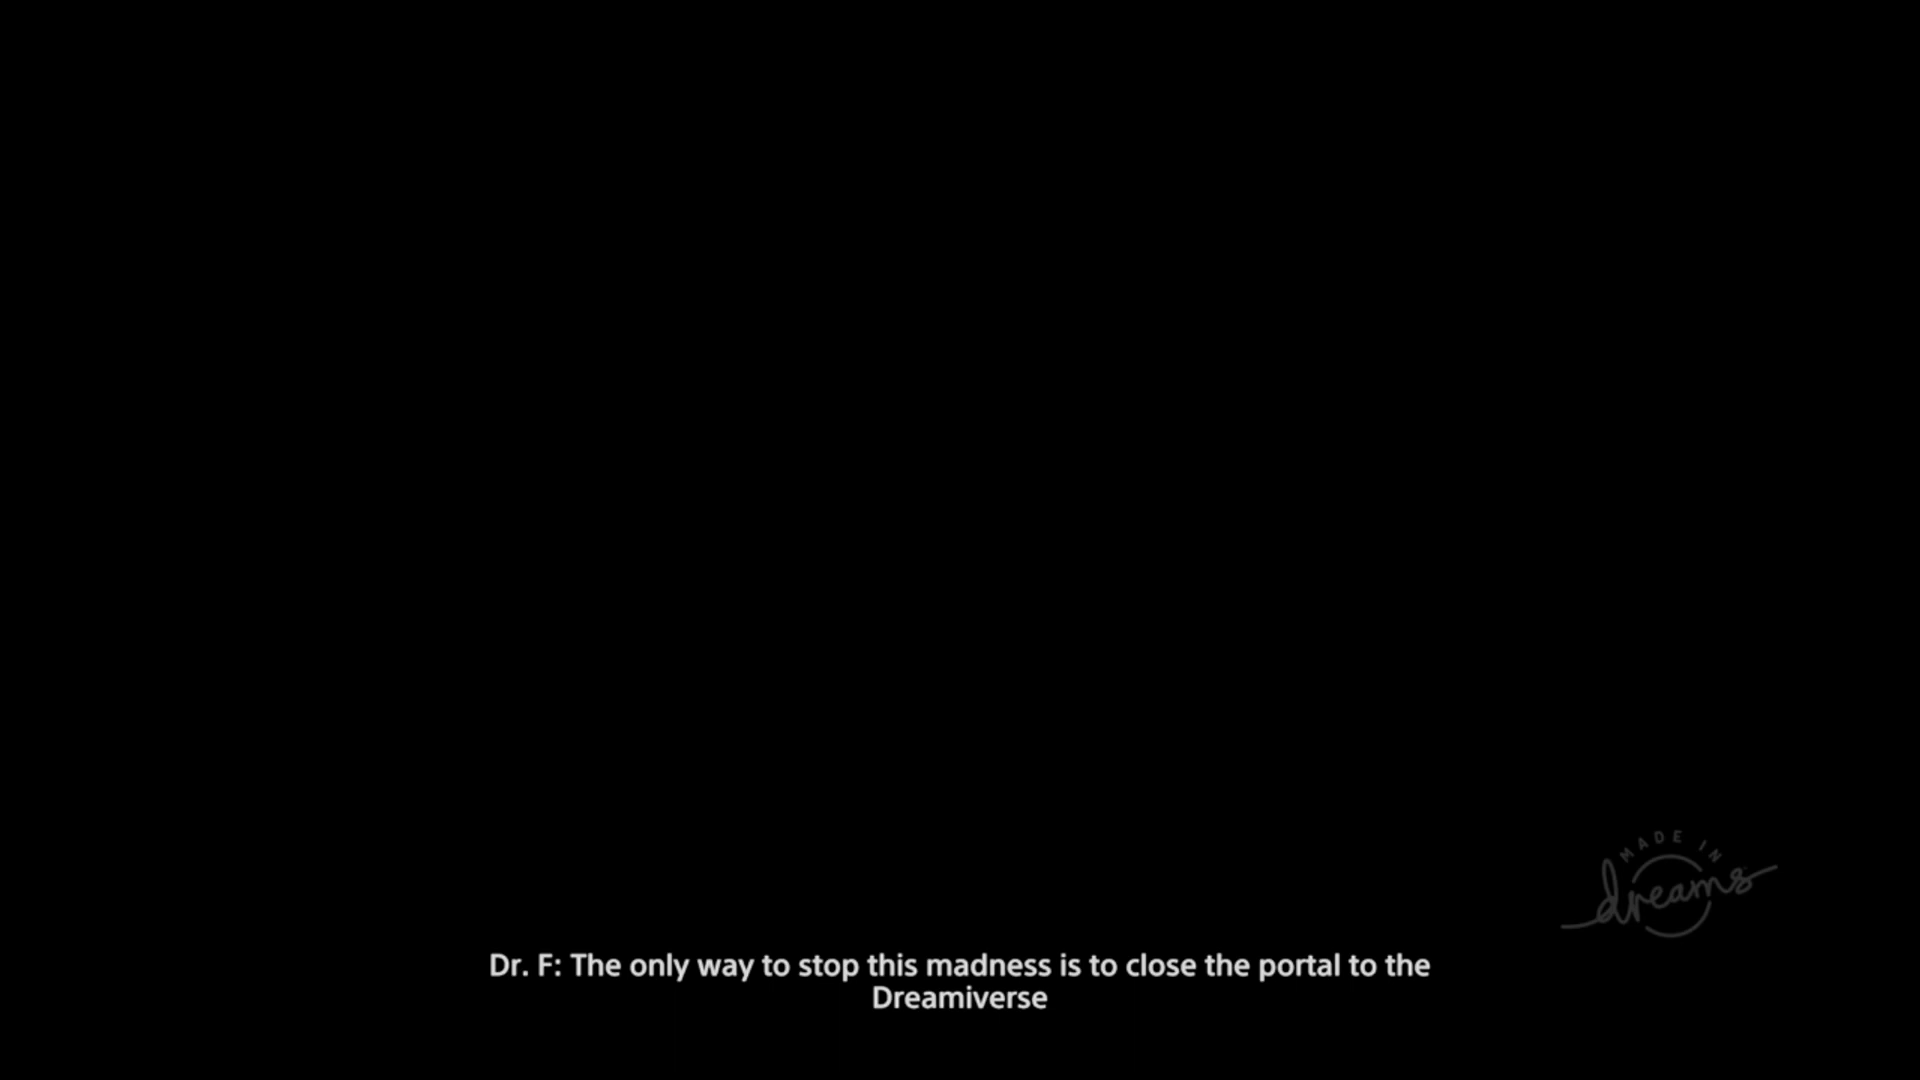 MADE IN
dreams
Dr. F: The only way to stop this madness is to close the portal to the
Dreamiverse